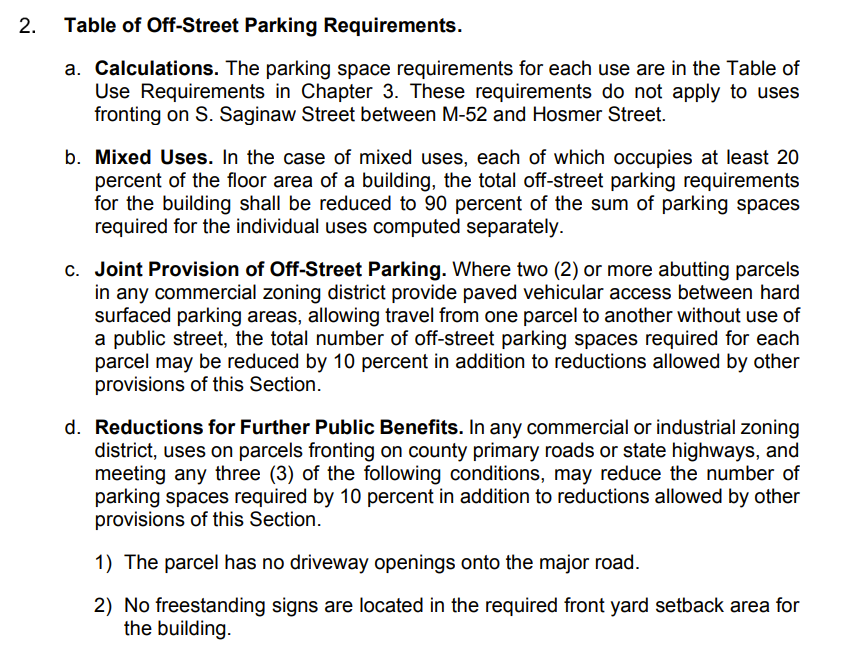 2. Table of Off-Street Parking Requirements.
a. Calculations. The parking space requirements for each use are in the Table of
Use Requirements in Chapter 3. These requirements do not apply to uses
fronting on S. Saginaw Street between M-52 and Hosmer Street.
b. Mixed Uses. In the case of mixed uses, each of which occupies at least 20
percent of the floor area of a building, the total off-street parking requirements
for the building shall be reduced to 90 percent of the sum of parking spaces
required for the individual uses computed separately.
c. Joint Provision of Off-Street Parking. Where two (2) or more abutting parcels
in any commercial zoning district provide paved vehicular access between hard
surfaced parking areas, allowing travel from one parcel to another without use of
a public street, the total number of off-street parking spaces required for each
parcel may be reduced by 10 percent in addition to reductions allowed by other
provisions of this Section.
d. Reductions for Further Public Benefits. In any commercial or industrial zoning
district, uses on parcels fronting on county primary roads or state highways, and
meeting any three (3) of the following conditions, may reduce the number of
parking spaces required by 10 percent in addition to reductions allowed by other
provisions of this Section.
1) The parcel has no driveway openings onto the major road.
2) No freestanding signs are located in the required front yard setback area for
the building.